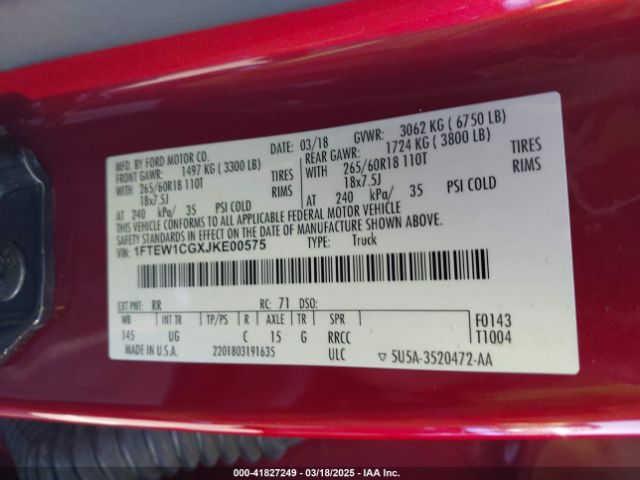 MFD. BY FORD MOTOR CO. DATE: 03/18 GVWR: 3062 KG ( 6750 LB)
FRONT GAWR: 1497 KG ( 3300 LB) REAR GAWR: 1724 KG ( 3800 LB)
WITH 265/60R18 110T TIRES WITH 265/60R18 110T TIRES
18x7.5J RIMS 18x7.5J RIMS
AT 240 kPa/ 35 PSI COLD AT 240 kPa/ 35 PSI COLD
THIS VEHICLE CONFORMS TO ALL APPLICABLE FEDERAL MOTOR VEHICLE
SAFETY STANDARDS IN EFFECT ON THE DATE OF MANUFACTURE SHOWN ABOVE.
VIN: 1FTEW1CGXJKE00575 TYPE: Truck
EXT PNT: RR RC: 71 DSO:
WB INT TR TP/PS R AXLE TR SPR F0143
145 UG C 15 G RRCC T1004
MADE IN U.S.A. 2201803191635 ULC 5U5A-3520472-AA
000-41827249 | 03/18/2025 | IAA Inc.